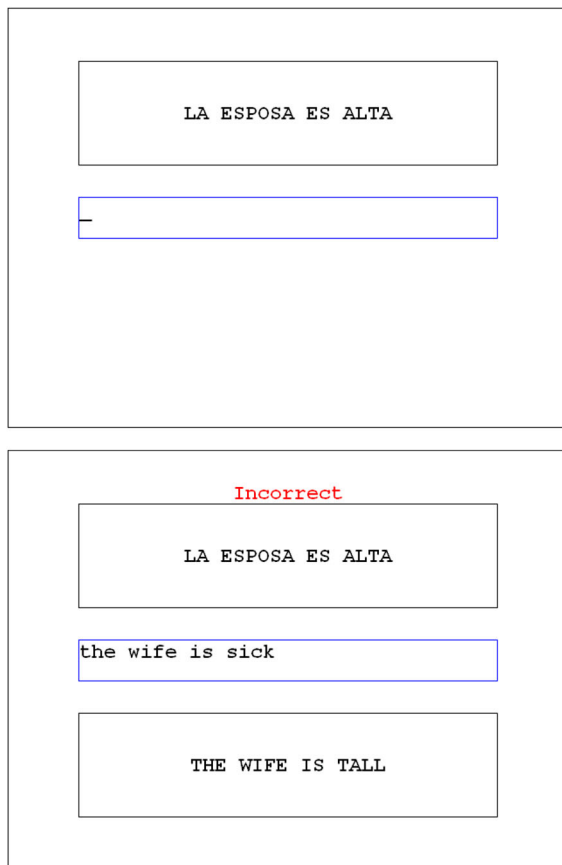 LA ESPOSA ES ALTA
_
Incorrect
LA ESPOSA ES ALTA
the wife is sick
THE WIFE IS TALL